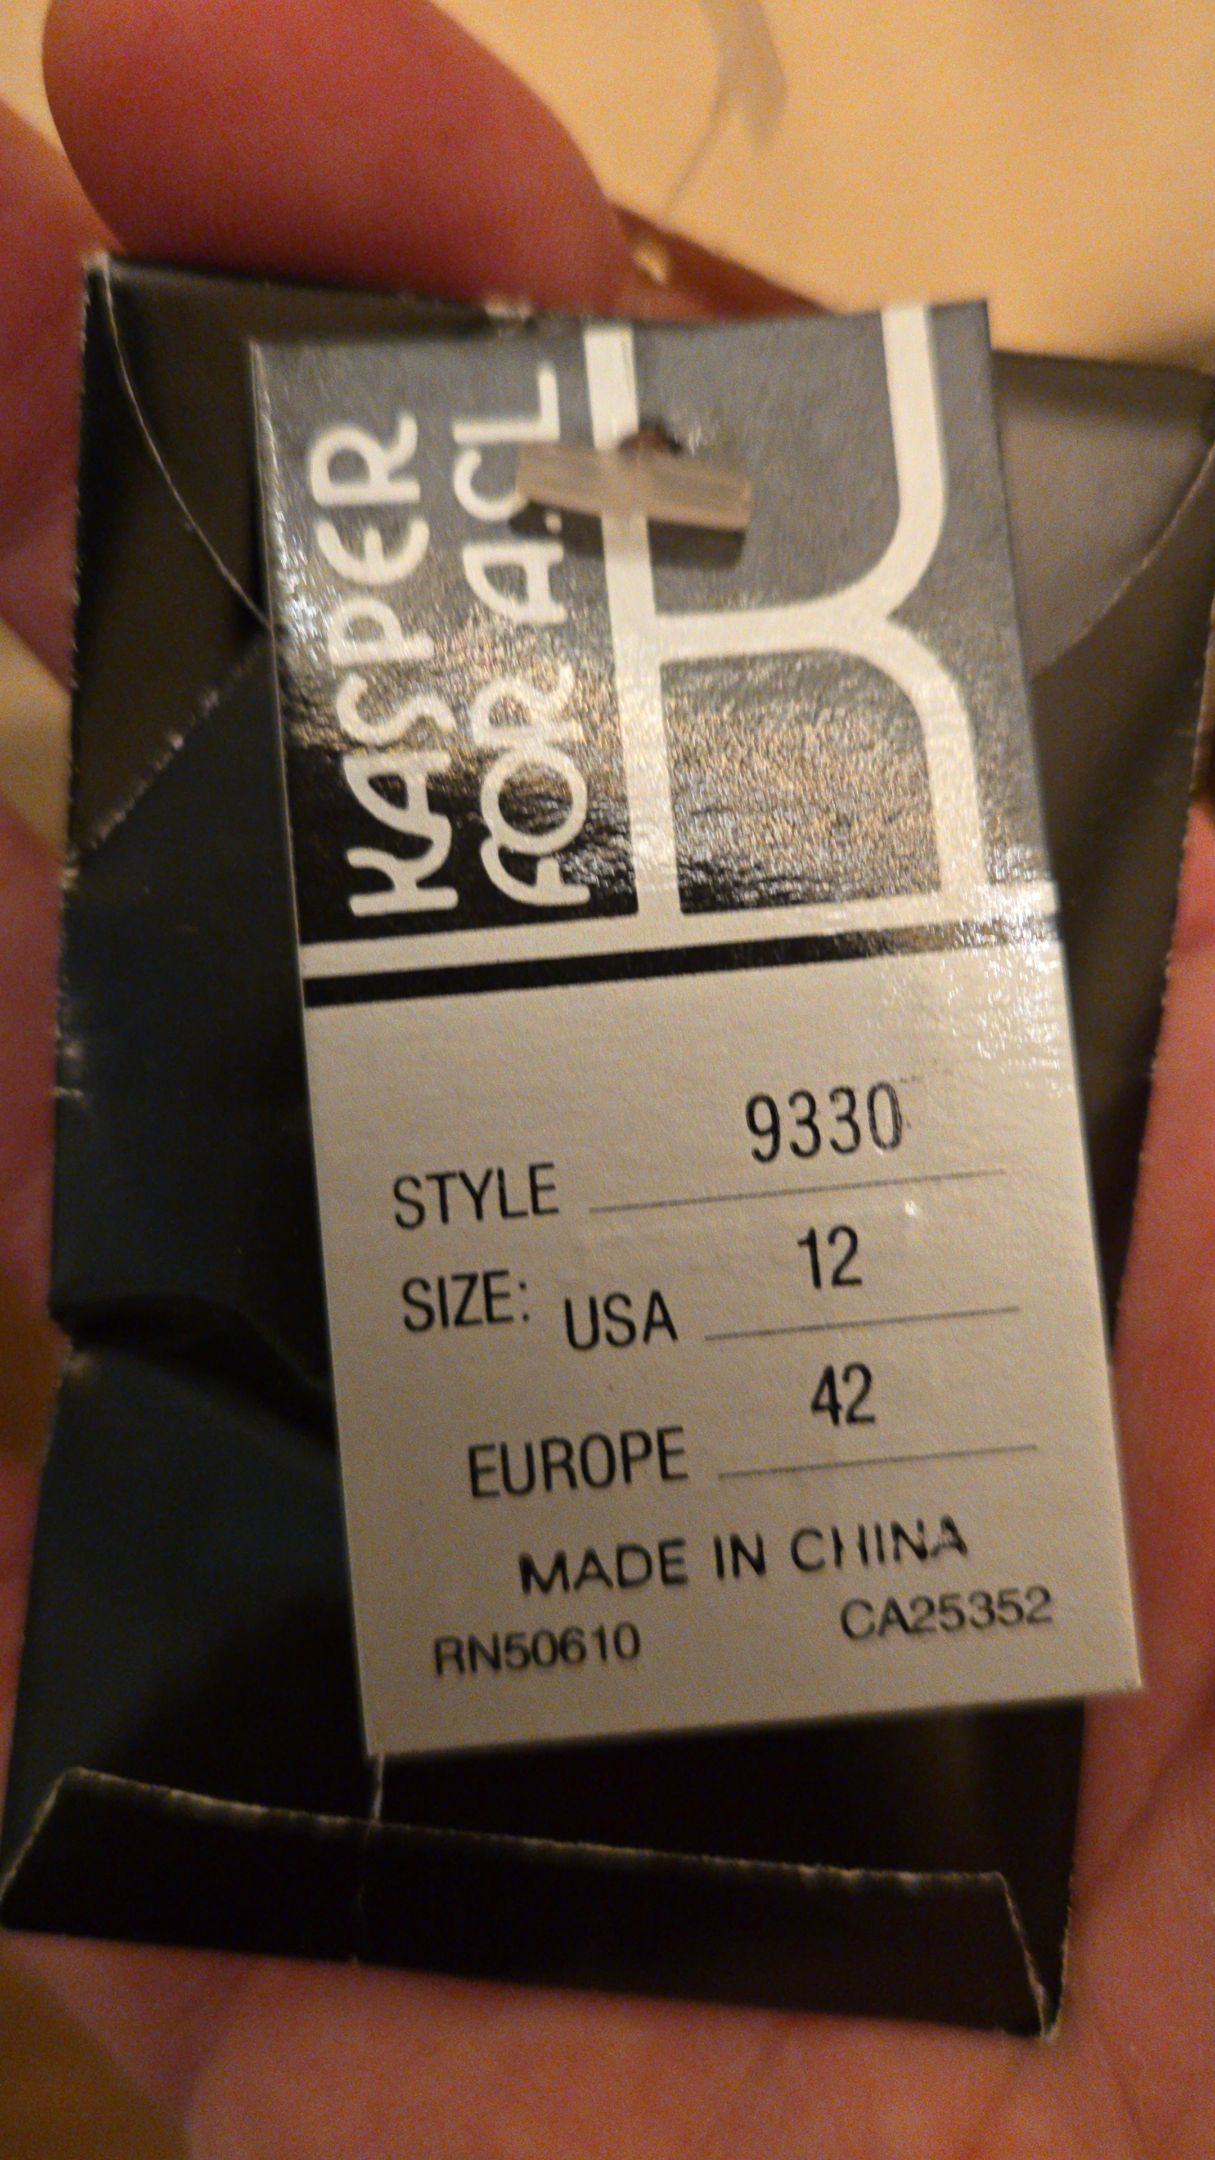 KASPER
FOR A.S.L.
STYLE 9330
SIZE: USA 12
EUROPE 42
MADE IN CHINA
RN50610 CA25352